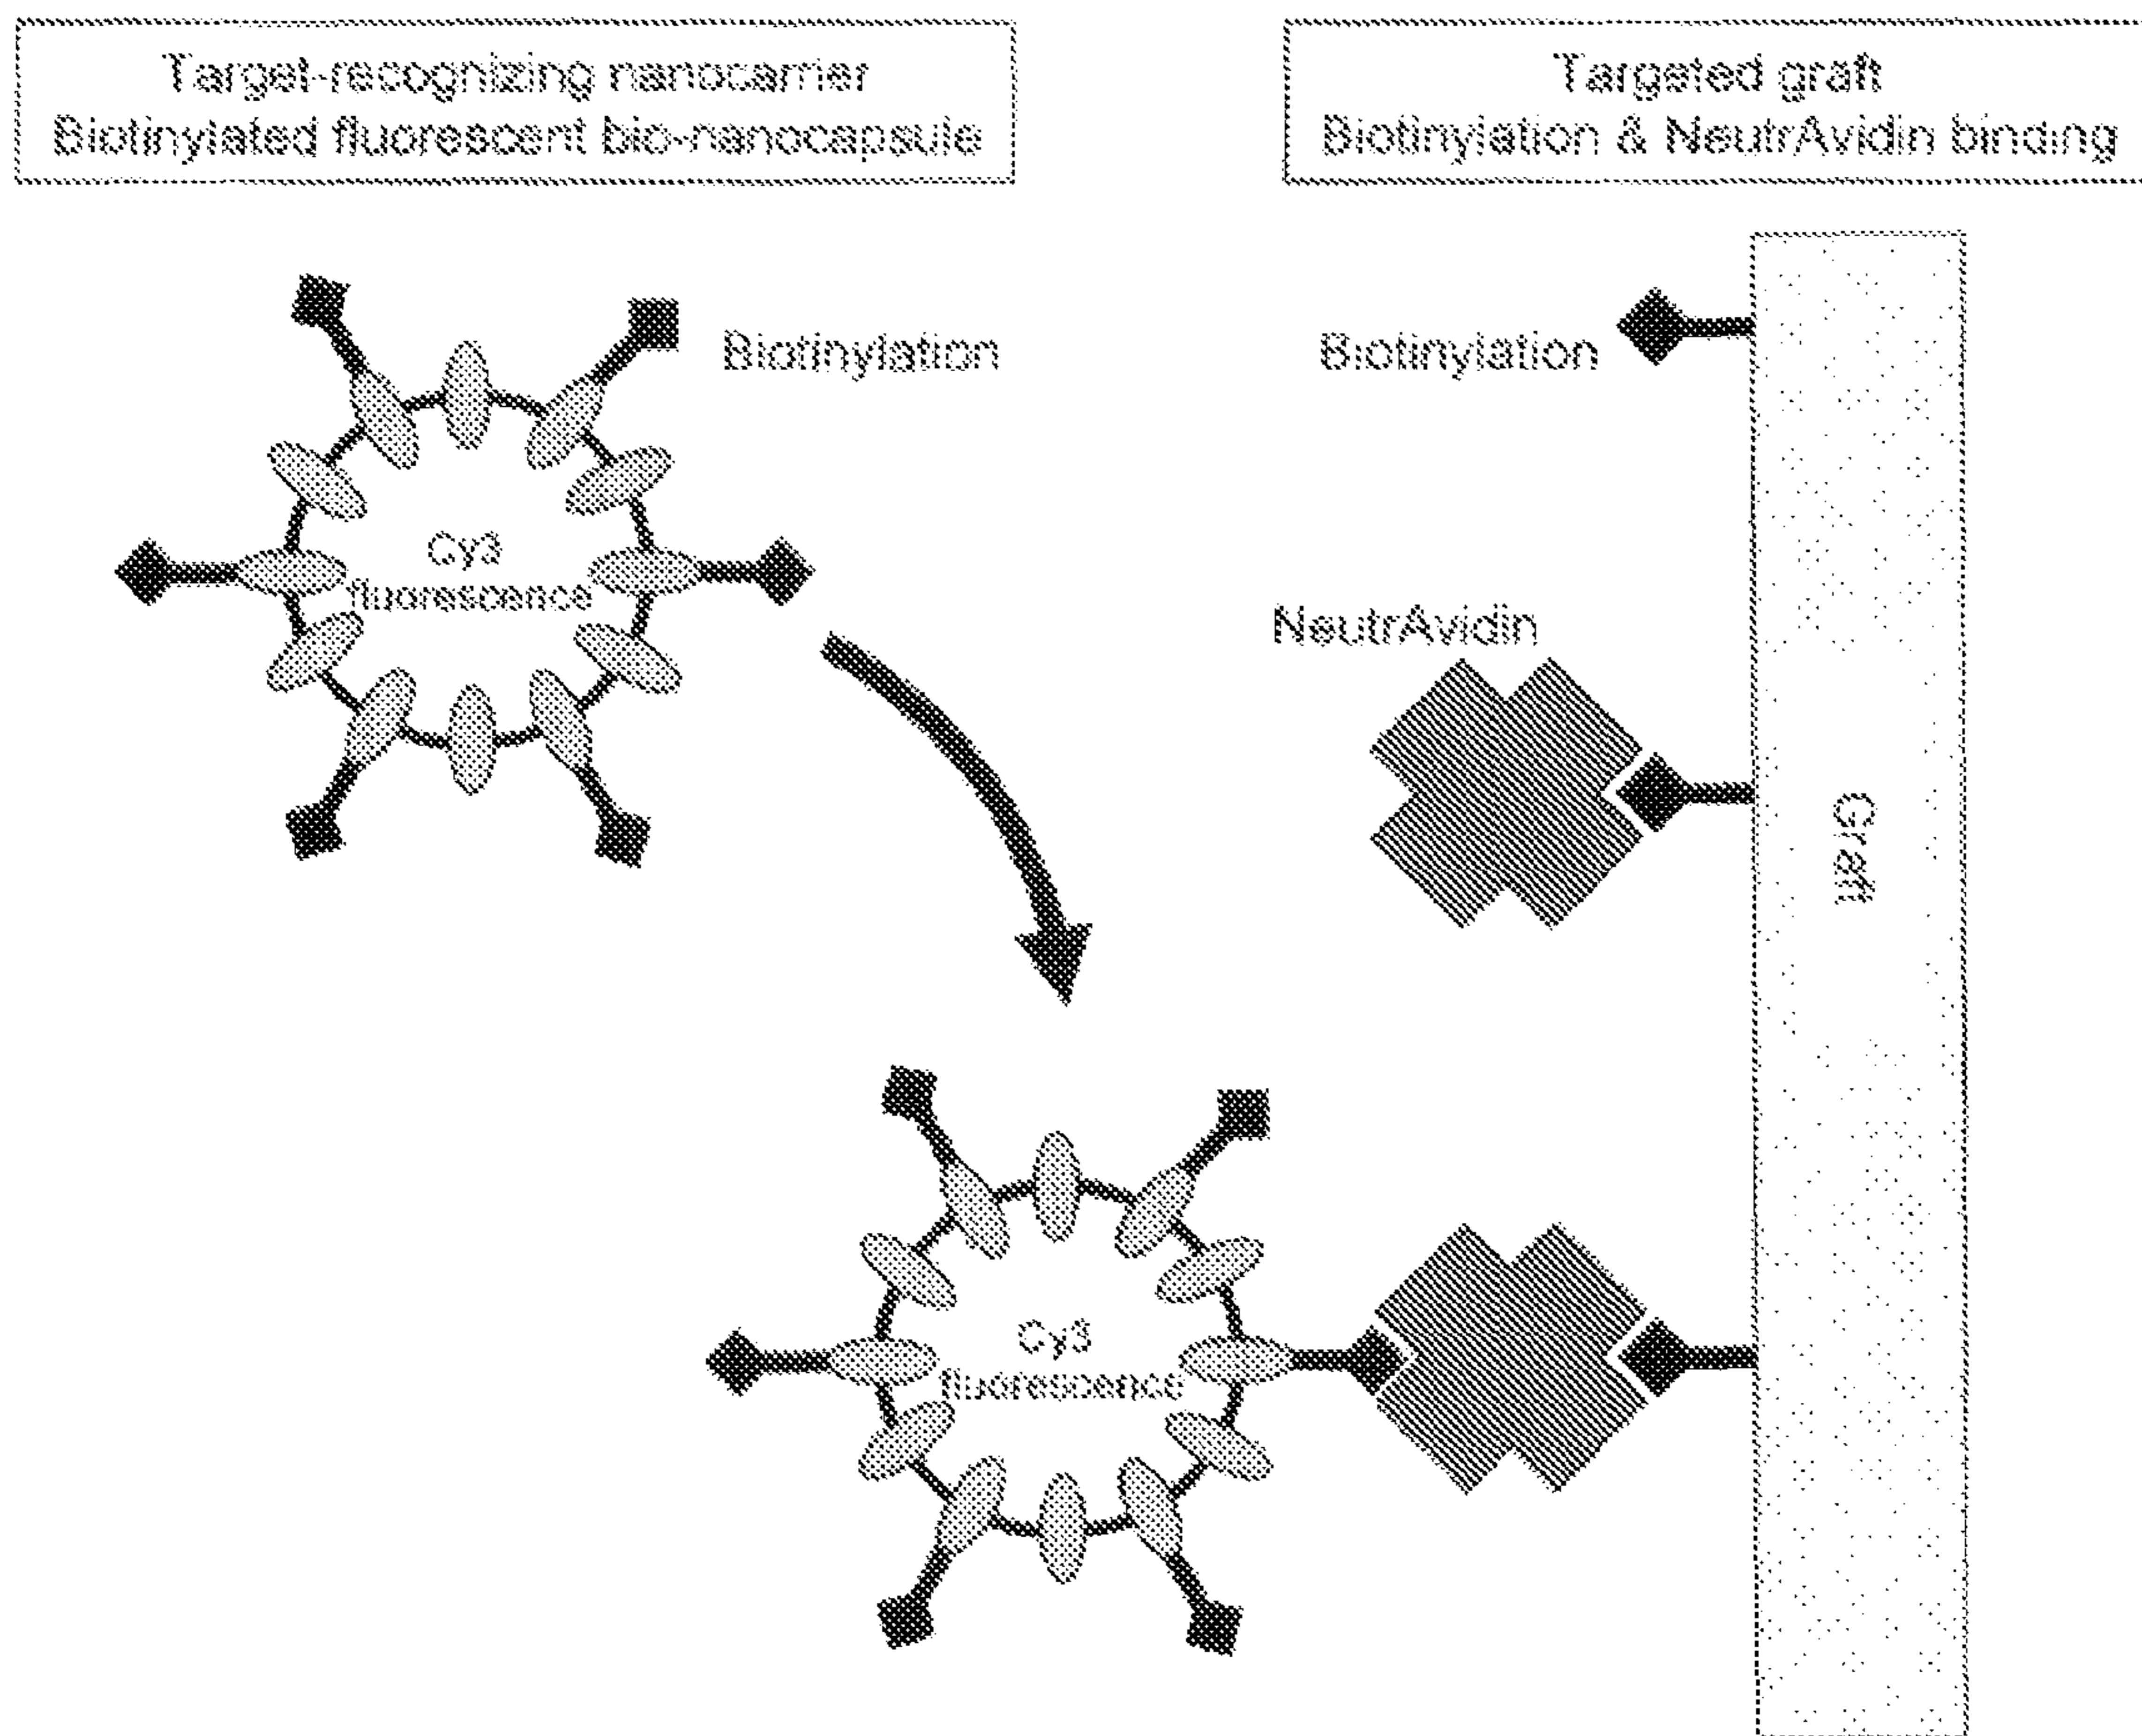 Target-recognizing nanocarrier
Biotinylated fluorescent bio-nanocapsule
Targeted graft
Biotinylation & NeutrAvidin binding
Biotinylation
Biotinylation
Cy3
fluorescence
NeutrAvidin
Graft
Cy3
fluorescence